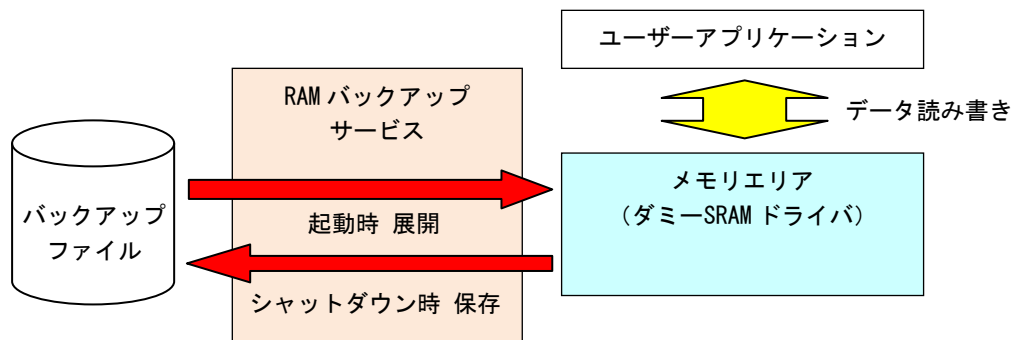 ユーザーアプリケーション
RAM バックアップ
サービス
データ読み書き
メモリエリア
(ダミーSRAM ドライバ)
バックアップ
ファイル
起動時 展開
シャットダウン時 保存